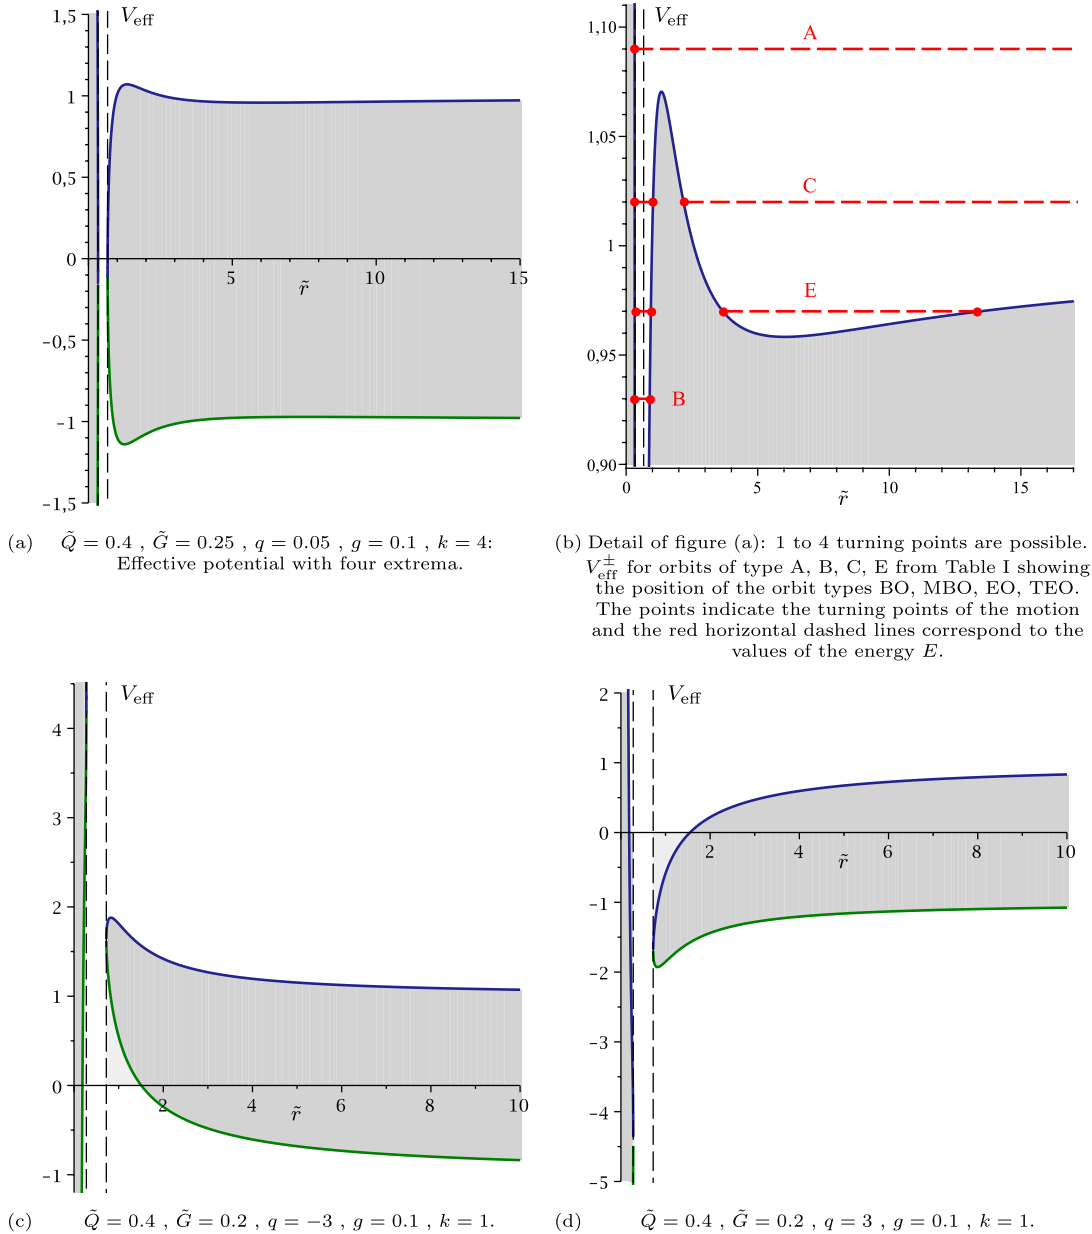 1,5
V_eff
1
0,5
0
5
10
15
r̃
−0,5
−1
−1,5
(a) Q̃ = 0.4 , G̃ = 0.25 , q = 0.05 , g = 0.1 , k = 4:
Effective potential with four extrema.
1,10
V_eff
A
1,05
C
1
E
0,95
B
0,90
0
5
10
15
r̃
(b) Detail of figure (a): 1 to 4 turning points are possible.
V_eff^± for orbits of type A, B, C, E from Table I showing
the position of the orbit types BO, MBO, EO, TEO.
The points indicate the turning points of the motion
and the red horizontal dashed lines correspond to the
values of the energy E.
V_eff
4
3
2
1
0
2
4
6
8
10
r̃
−1
(c) Q̃ = 0.4 , G̃ = 0.2 , q = −3 , g = 0.1 , k = 1.
2
V_eff
1
0
2
4
6
8
10
r̃
−1
−2
−3
−4
−5
(d) Q̃ = 0.4 , G̃ = 0.2 , q = 3 , g = 0.1 , k = 1.